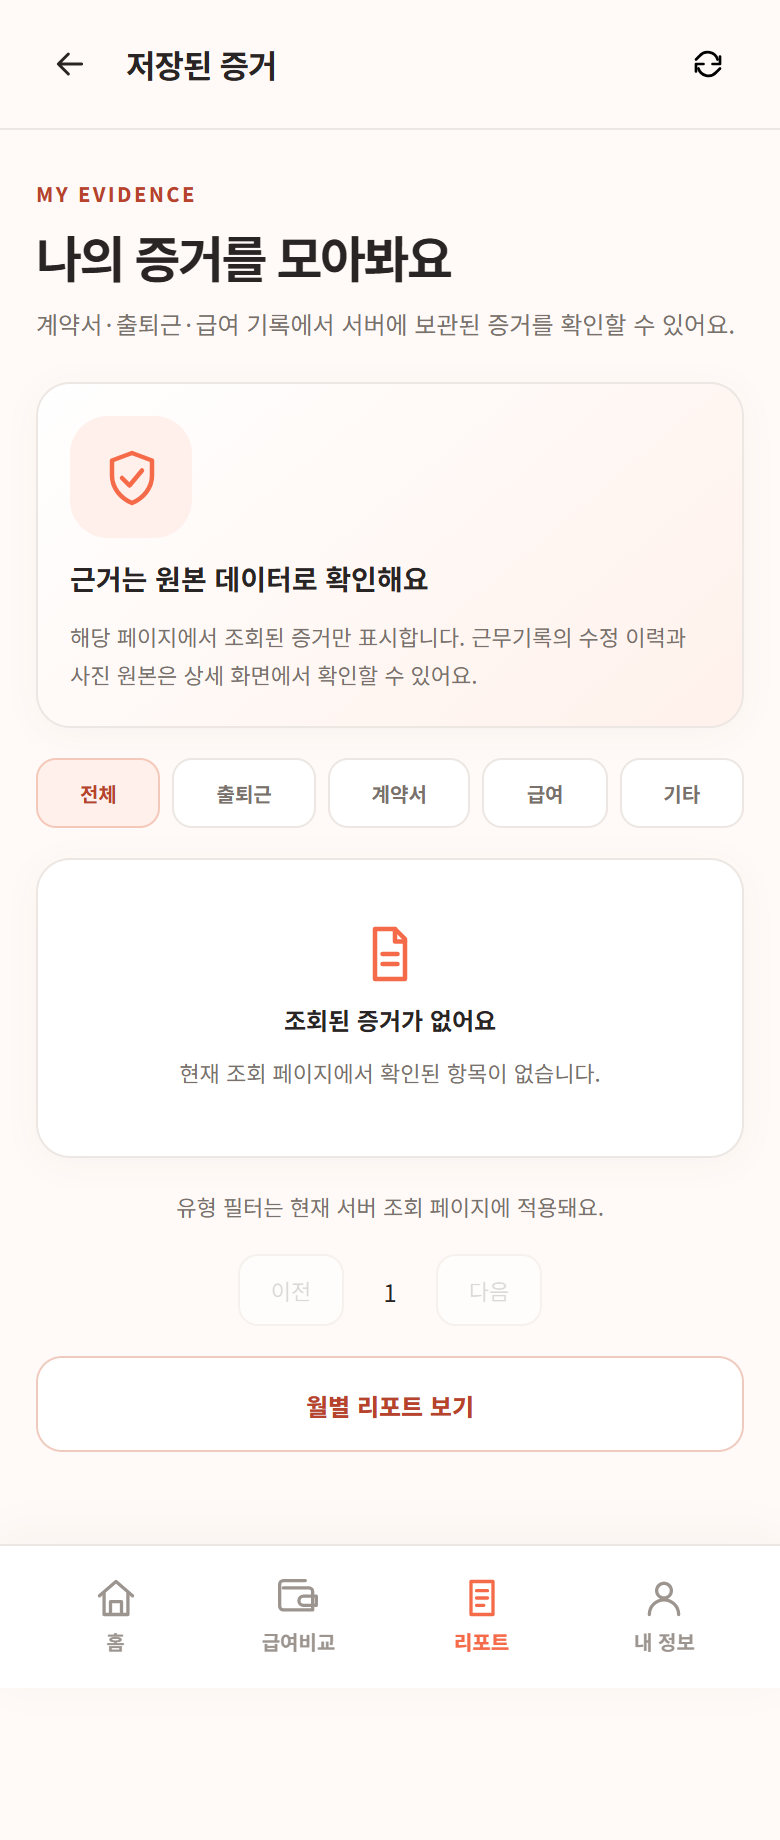 저장된 증거
MY EVIDENCE
나의 증거를 모아봐요
계약서·출퇴근·급여 기록에서 서버에 보관된 증거를 확인할 수 있어요.
근거는 원본 데이터로 확인해요
해당 페이지에서 조회된 증거만 표시합니다. 근무기록의 수정 이력과
사진 원본은 상세 화면에서 확인할 수 있어요.
전체 출퇴근 계약서 급여 기타
조회된 증거가 없어요
현재 조회 페이지에서 확인된 항목이 없습니다.
유형 필터는 현재 서버 조회 페이지에 적용돼요.
이전 1 다음
월별 리포트 보기
홈 급여비교 리포트 내 정보